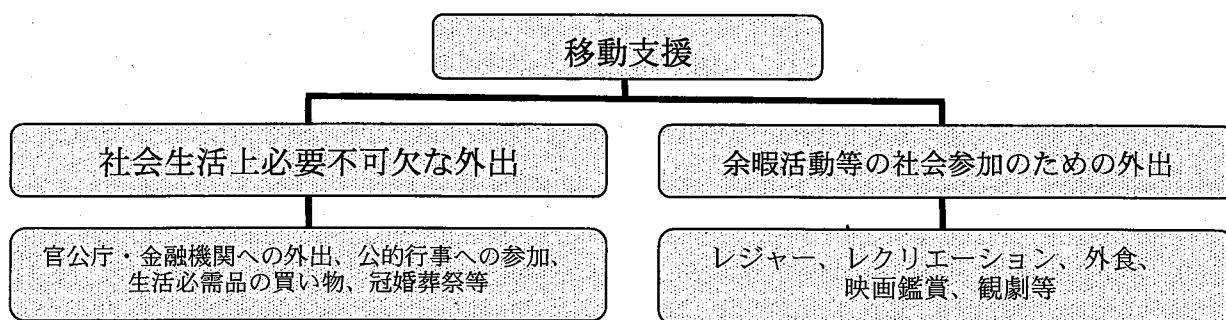 移動支援
社会生活上必要不可欠な外出
余暇活動等の社会参加のための外出
官公庁・金融機関への外出、公的行事への参加、
生活必需品の買い物、冠婚葬祭等
レジャー、レクリエーション、外食、
映画鑑賞、観劇等